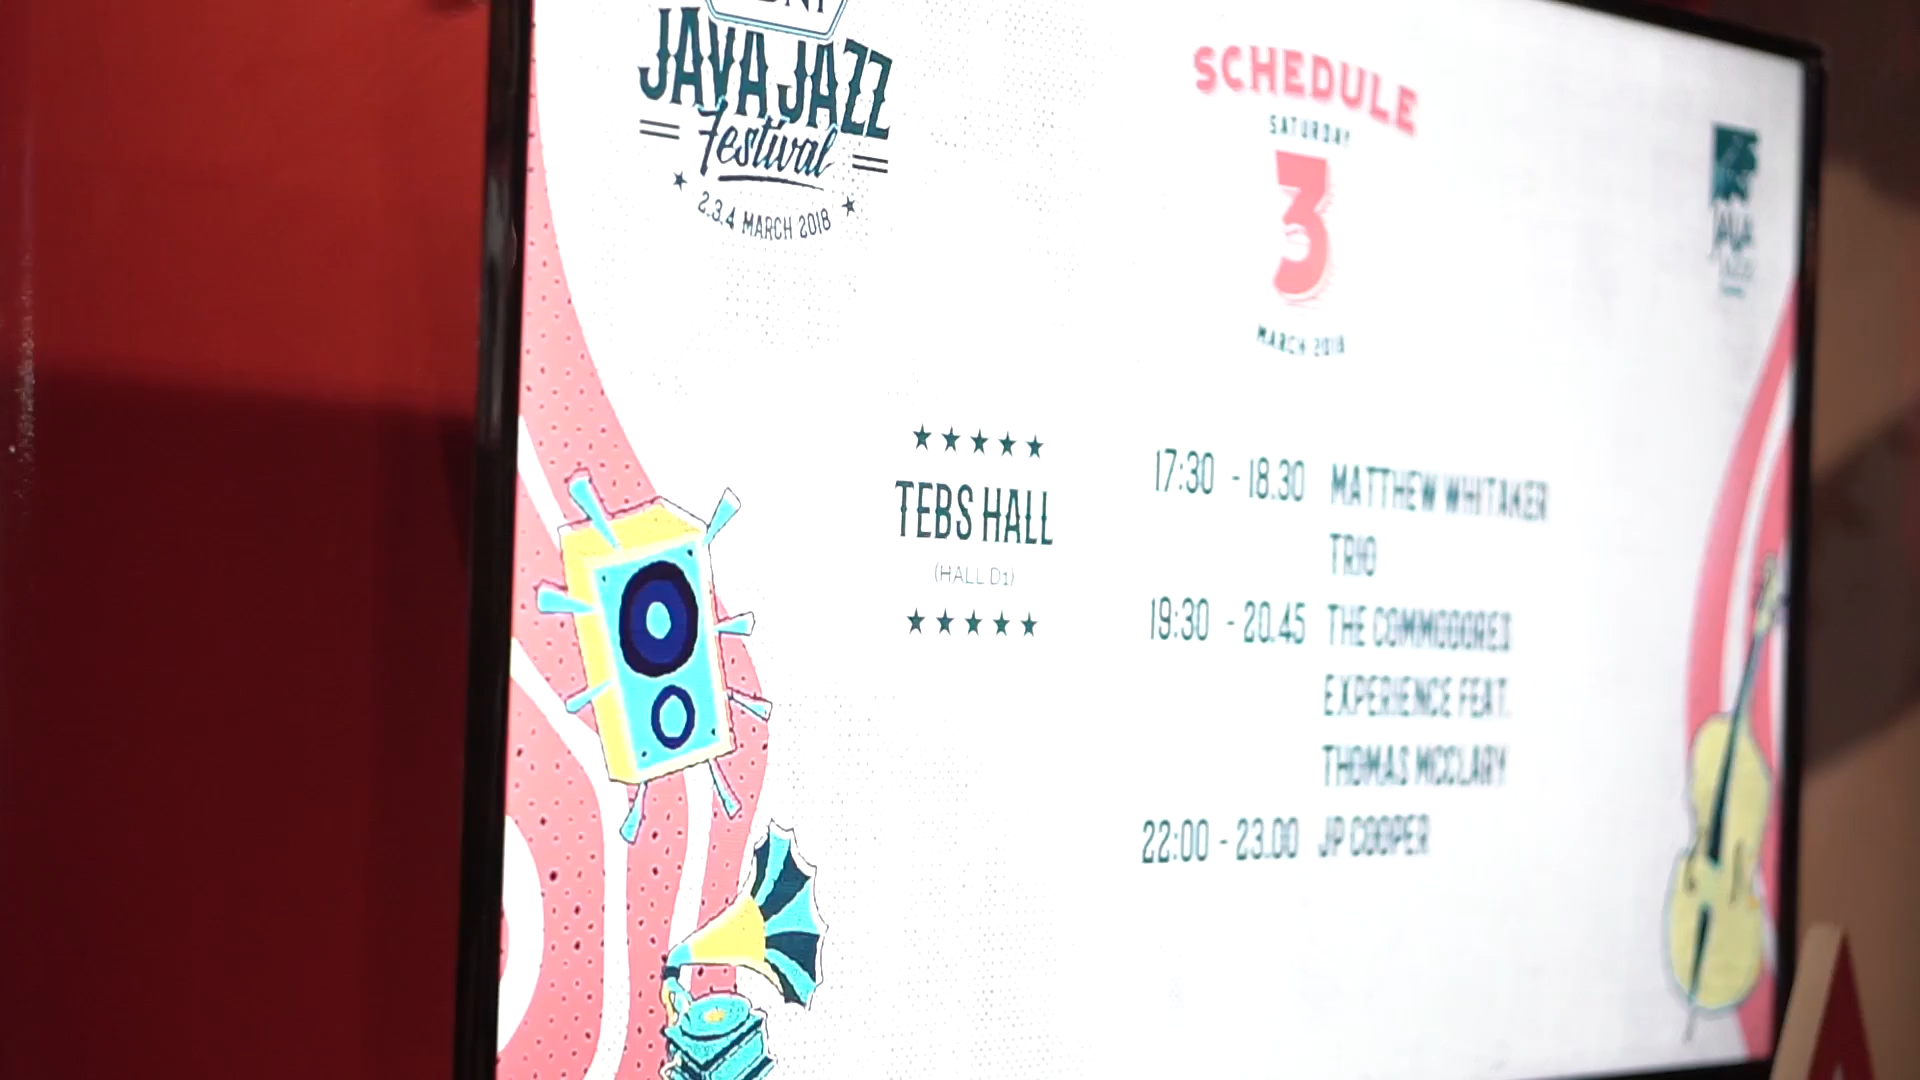 JAVA JAZZ
Festival
2.3.4 MARCH 2018
SCHEDULE
SATURDAY
3
MARCH 2018
JAVA
TEBS HALL
(HALL D1)
17:30 - 18.30 MATTHEW WHITAKER
TRIO
19:30 - 20.45 THE COMMODORES
EXPERIENCE FEAT.
THOMAS MCCLARY
22:00 - 23.00 JP COOPER